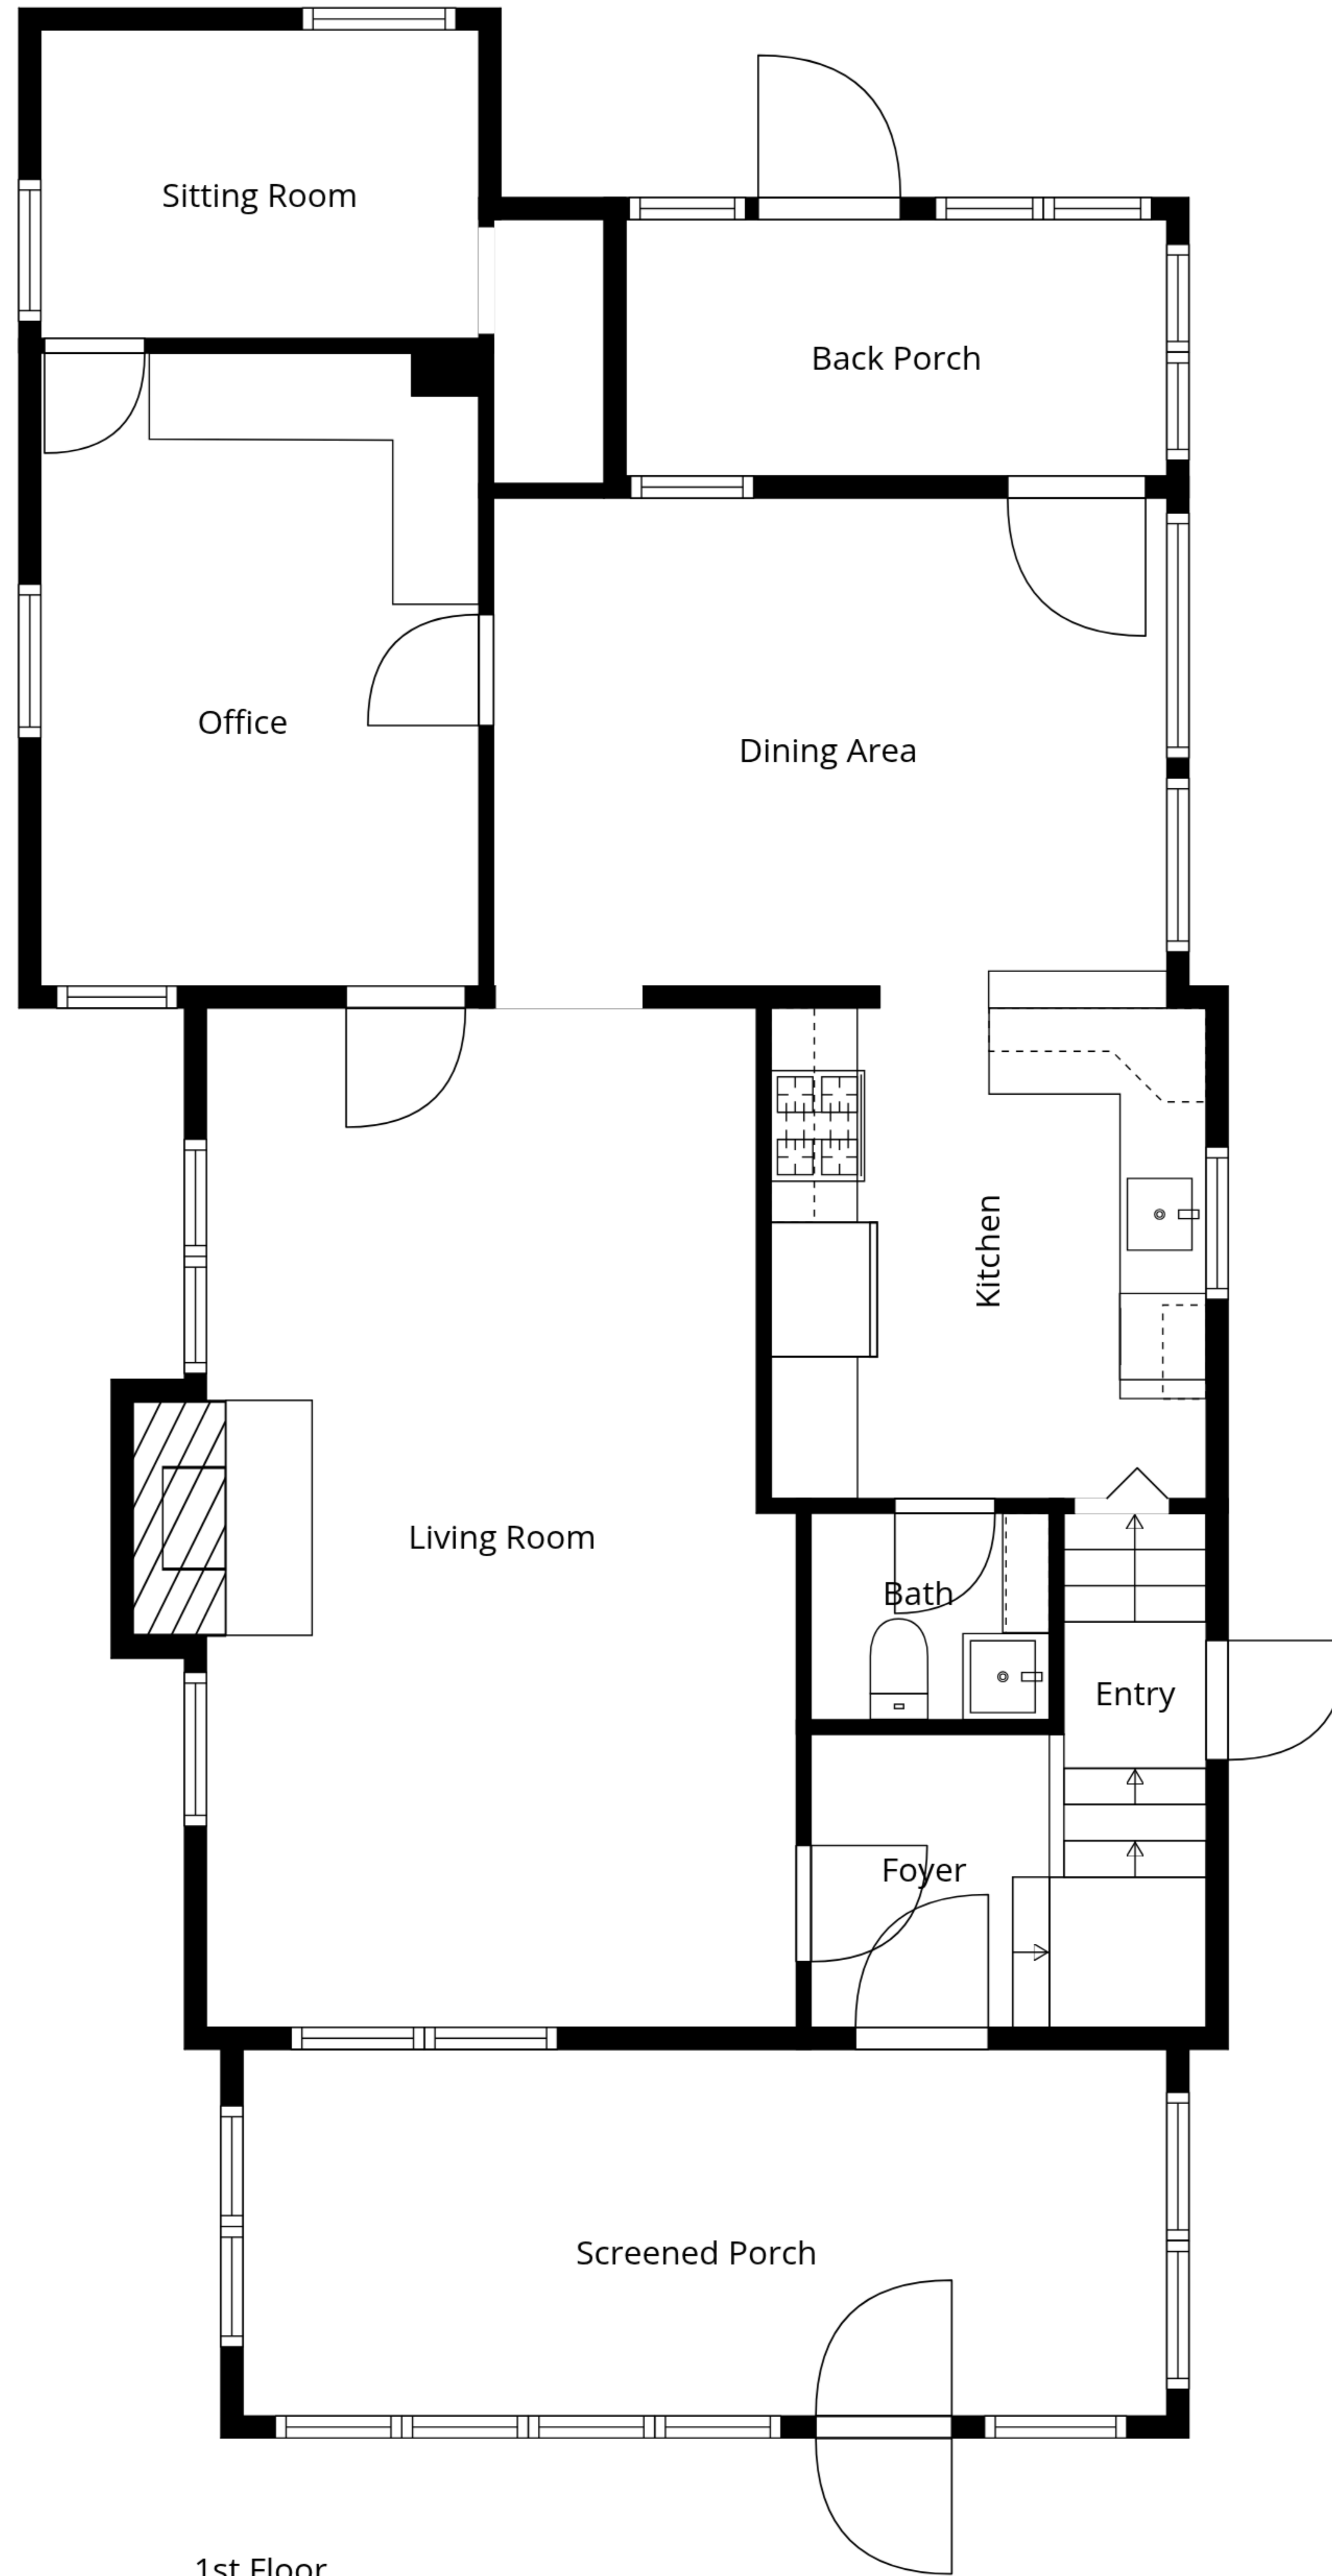 Sitting Room
Back Porch
Office
Dining Area
Kitchen
Living Room
Bath
Entry
Foyer
Screened Porch
1st Floor